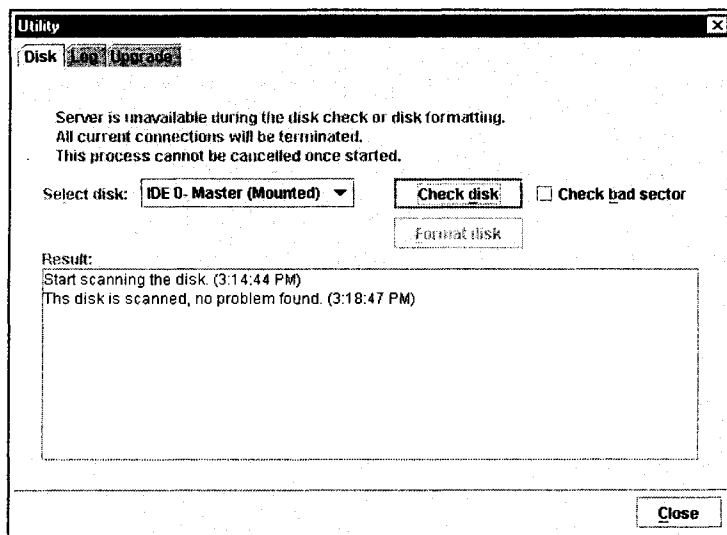 Utility
Disk Log Upgrade
Server is unavailable during the disk check or disk formatting.
All current connections will be terminated.
This process cannot be cancelled once started.
Select disk: IDE 0- Master (Mounted) Check disk Check bad sector
Format disk
Result:
Start scanning the disk. (3:14:44 PM)
Ths disk is scanned, no problem found. (3:18:47 PM)
Close